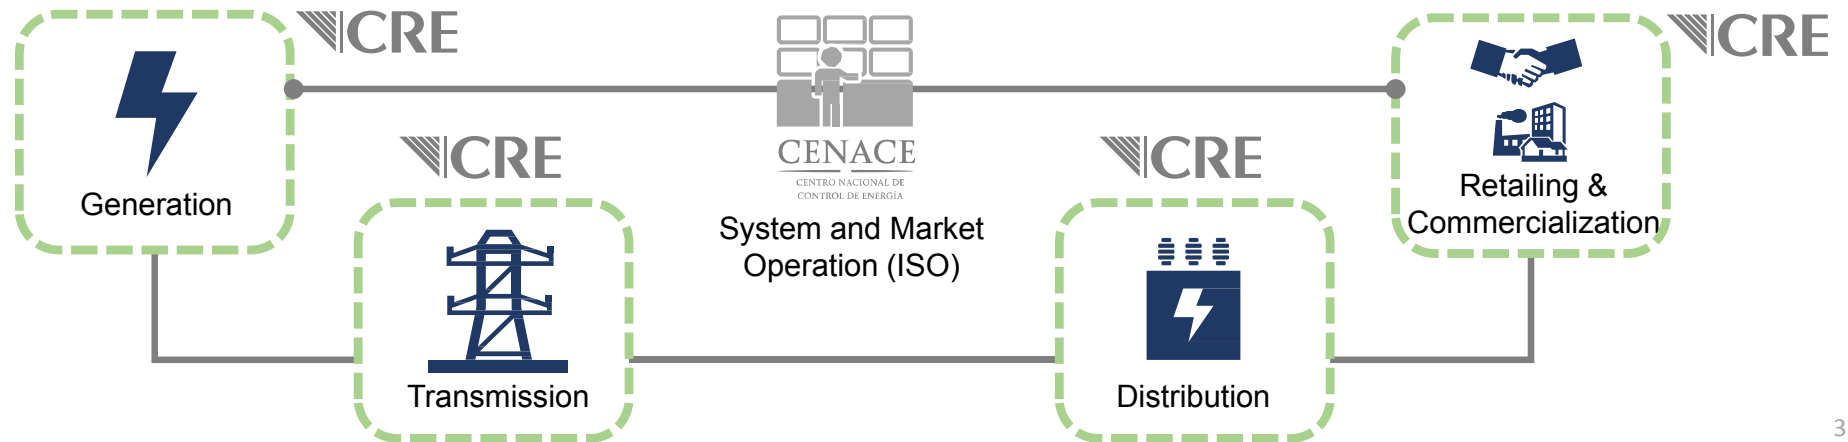 CRE
CRE
Generation
CRE
Transmission
CENACE
CENTRO NACIONAL DE
CONTROL DE ENERGÍA
System and Market
Operation (ISO)
CRE
Distribution
Retailing &
Commercialization
3